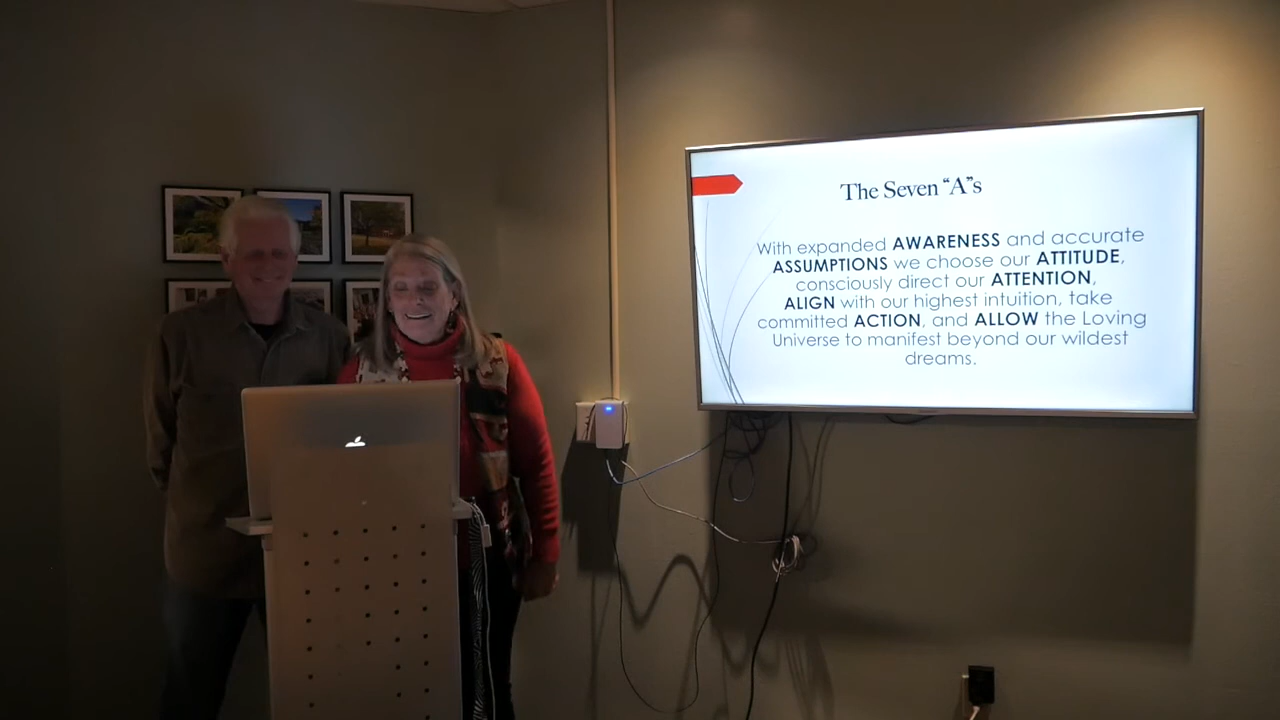 The Seven “A”s
With expanded AWARENESS and accurate
ASSUMPTIONS we choose our ATTITUDE,
consciously direct our ATTENTION,
ALIGN with our highest intuition, take
committed ACTION, and ALLOW the Loving
Universe to manifest beyond our wildest
dreams.